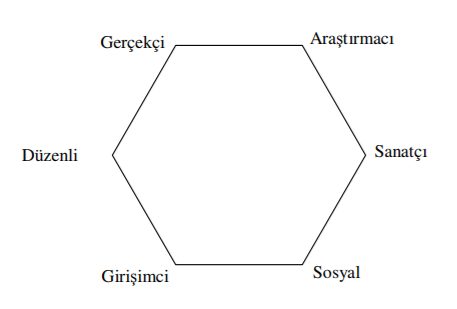 Gerçekçi
Araştırmacı
Düzenli
Sanatçı
Girişimci
Sosyal